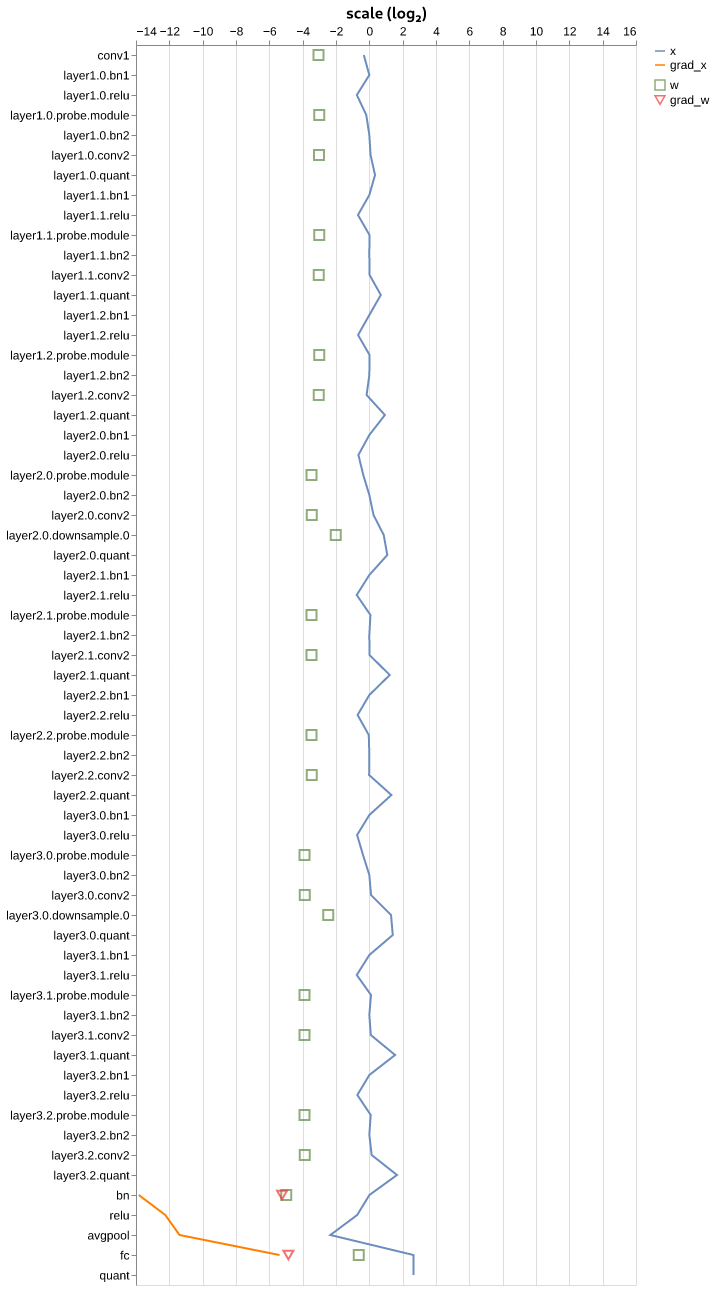 scale (log₂)
−14 −12 −10 −8 −6 −4 −2 0 2 4 6 8 10 12 14 16
x
grad_x
w
grad_w
conv1
layer1.0.bn1
layer1.0.relu
layer1.0.probe.module
layer1.0.bn2
layer1.0.conv2
layer1.0.quant
layer1.1.bn1
layer1.1.relu
layer1.1.probe.module
layer1.1.bn2
layer1.1.conv2
layer1.1.quant
layer1.2.bn1
layer1.2.relu
layer1.2.probe.module
layer1.2.bn2
layer1.2.conv2
layer1.2.quant
layer2.0.bn1
layer2.0.relu
layer2.0.probe.module
layer2.0.bn2
layer2.0.conv2
layer2.0.downsample.0
layer2.0.quant
layer2.1.bn1
layer2.1.relu
layer2.1.probe.module
layer2.1.bn2
layer2.1.conv2
layer2.1.quant
layer2.2.bn1
layer2.2.relu
layer2.2.probe.module
layer2.2.bn2
layer2.2.conv2
layer2.2.quant
layer3.0.bn1
layer3.0.relu
layer3.0.probe.module
layer3.0.bn2
layer3.0.conv2
layer3.0.downsample.0
layer3.0.quant
layer3.1.bn1
layer3.1.relu
layer3.1.probe.module
layer3.1.bn2
layer3.1.conv2
layer3.1.quant
layer3.2.bn1
layer3.2.relu
layer3.2.probe.module
layer3.2.bn2
layer3.2.conv2
layer3.2.quant
bn
relu
avgpool
fc
quant